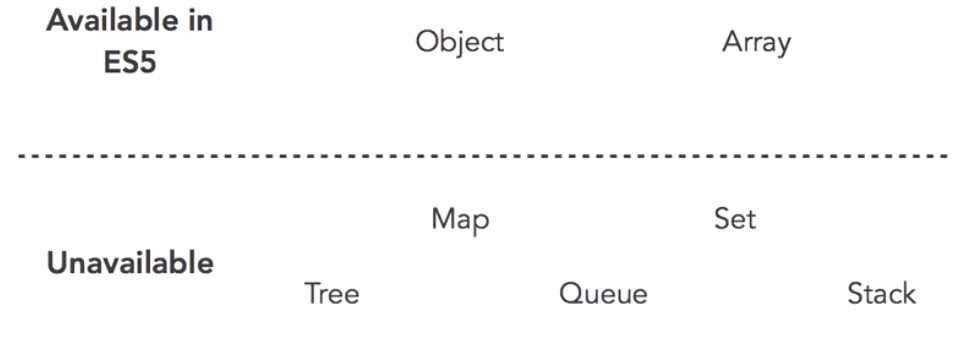 Available in
ES5
Object Array
Map Set
Unavailable
Tree Queue Stack